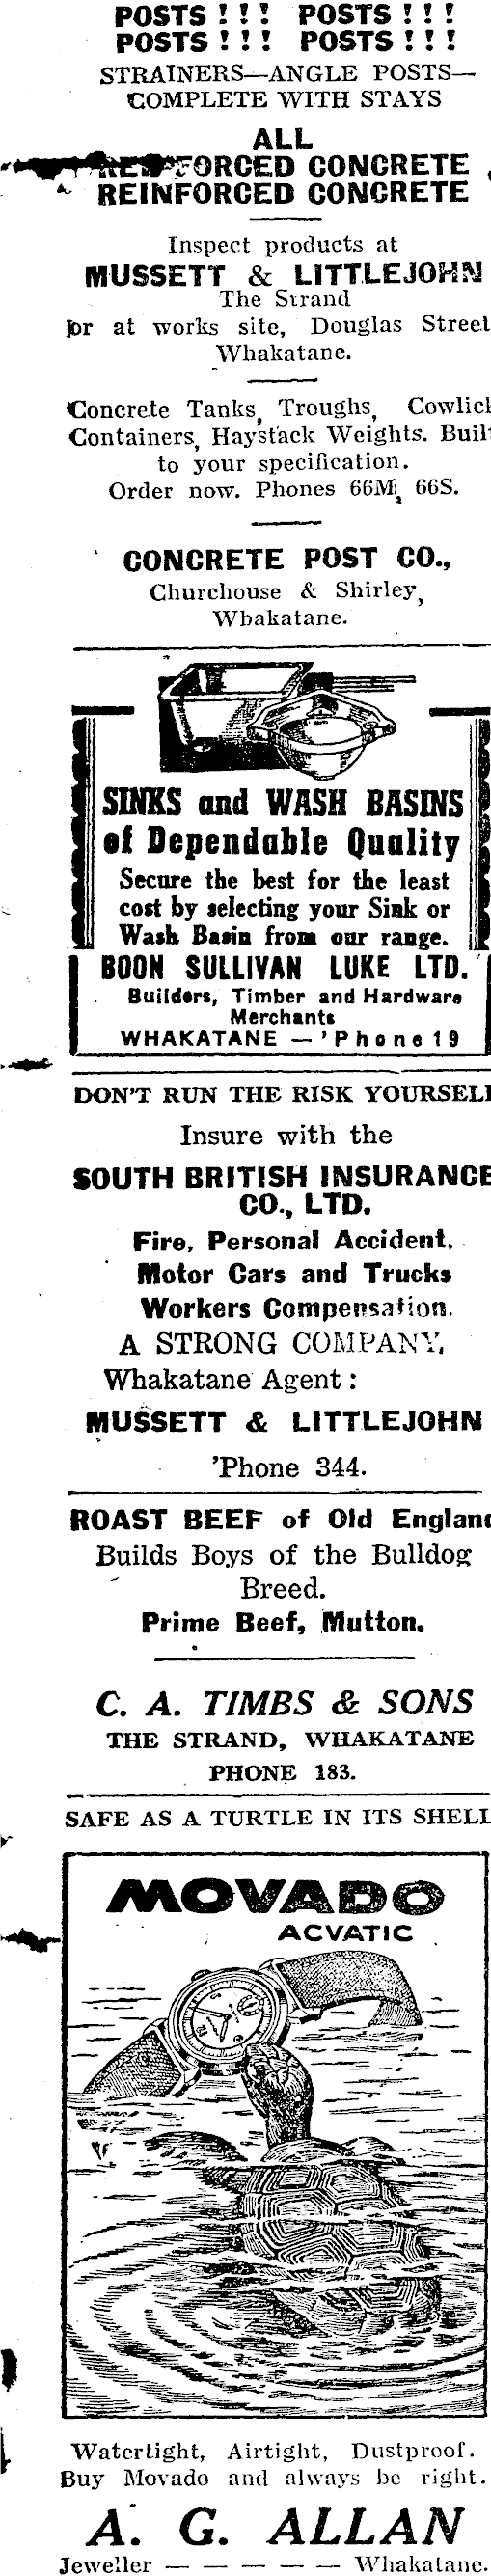 POSTS ! ! ! POSTS ! ! !
POSTS ! ! ! POSTS ! ! !
STRAINERS—ANGLE POSTS—
COMPLETE WITH STAYS
ALL
REINFORCED CONCRETE
REINFORCED CONCRETE
Inspect products at
MUSSETT & LITTLEJOHN
The Strand
or at works site, Douglas Street
Whakatane.
Concrete Tanks, Troughs, Cowlick
Containers, Haystack Weights. Built
to your specification.
Order now. Phones 66M, 66S.
CONCRETE POST CO.,
Churchouse & Shirley,
Whakatane.
SINKS and WASH BASINS
of Dependable Quality
Secure the best for the least
cost by selecting your Sink or
Wash Basin from our range.
BOON SULLIVAN LUKE LTD.
Builders, Timber and Hardware
Merchants
WHAKATANE — 'Phone 19
DON'T RUN THE RISK YOURSELF
Insure with the
SOUTH BRITISH INSURANCE
CO., LTD.
Fire, Personal Accident,
Motor Cars and Trucks
Workers Compensation.
A STRONG COMPANY.
Whakatane Agent :
MUSSETT & LITTLEJOHN
'Phone 344.
ROAST BEEF of Old England
Builds Boys of the Bulldog
Breed.
Prime Beef, Mutton.
C. A. TIMBS & SONS
THE STRAND, WHAKATANE
PHONE 183.
SAFE AS A TURTLE IN ITS SHELL
MOVADO
ACVATIC
Watertight, Airtight, Dustproof.
Buy Movado and always be right.
A. G. ALLAN
Jeweller — — — — — Whakatane.